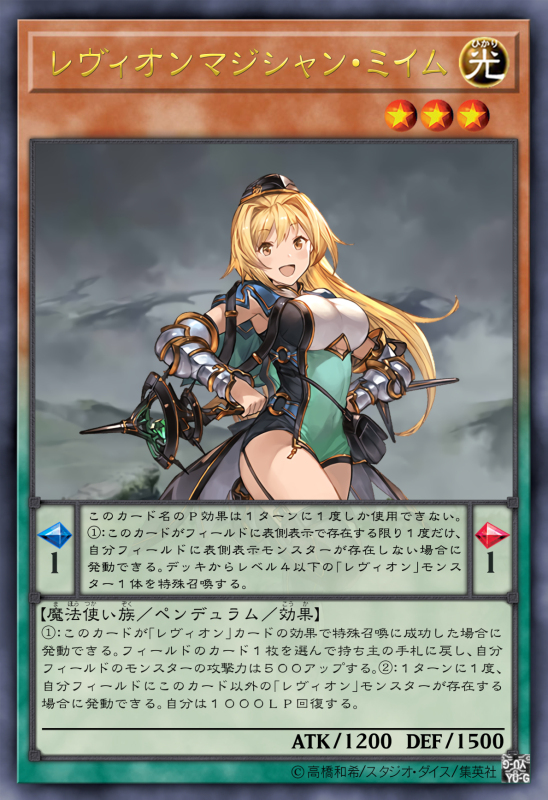 レヴィオンマジシャン・ミイム
ひかり
光
このカード名のP効果は1ターンに1度しか使用できない。
①:このカードがフィールドに表側表示で存在する限り1度だけ、
自分フィールドに表側表示モンスターが存在しない場合に
発動できる。デッキからレベル4以下の「レヴィオン」モンス
ター1体を特殊召喚する。
1
1
【魔法使い族/ペンデュラム/効果】
①:このカードが「レヴィオン」カードの効果で特殊召喚に成功した場合に
発動できる。フィールドのカード1枚を選んで持ち主の手札に戻し、自分
フィールドのモンスターの攻撃力は500アップする。②:1ターンに1度、
自分フィールドにこのカード以外の「レヴィオン」モンスターが存在する
場合に発動できる。自分は1000LP回復する。
ATK/1200 DEF/1500
©高橋和希/スタジオ・ダイス/集英社